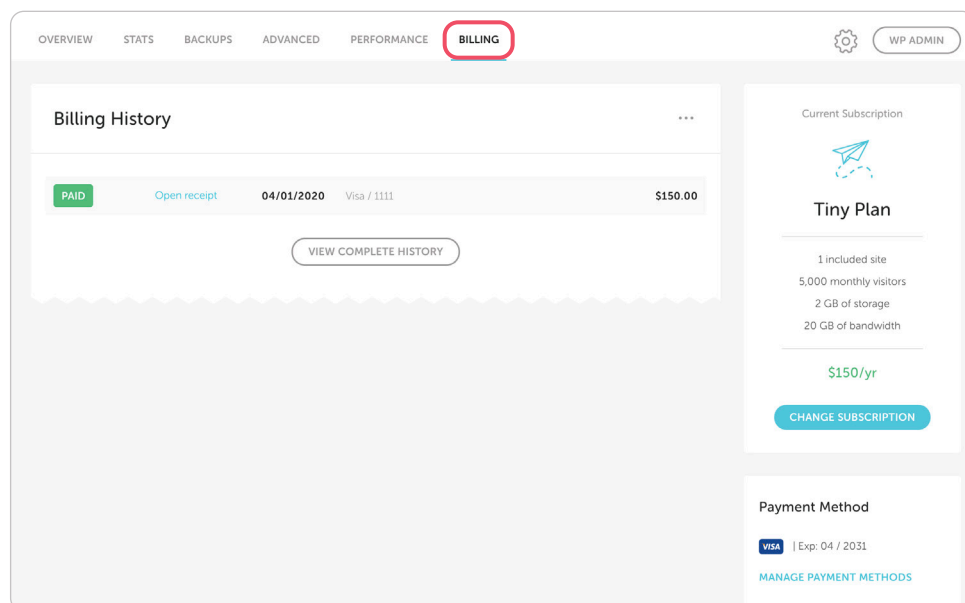 OVERVIEW STATS BACKUPS ADVANCED PERFORMANCE BILLING WP ADMIN
Billing History
PAID Open receipt 04/01/2020 Visa / 1111 $150.00
VIEW COMPLETE HISTORY
Current Subscription
Tiny Plan
1 included site
5,000 monthly visitors
2 GB of storage
20 GB of bandwidth
$150/yr
CHANGE SUBSCRIPTION
Payment Method
VISA | Exp: 04 / 2031
MANAGE PAYMENT METHODS